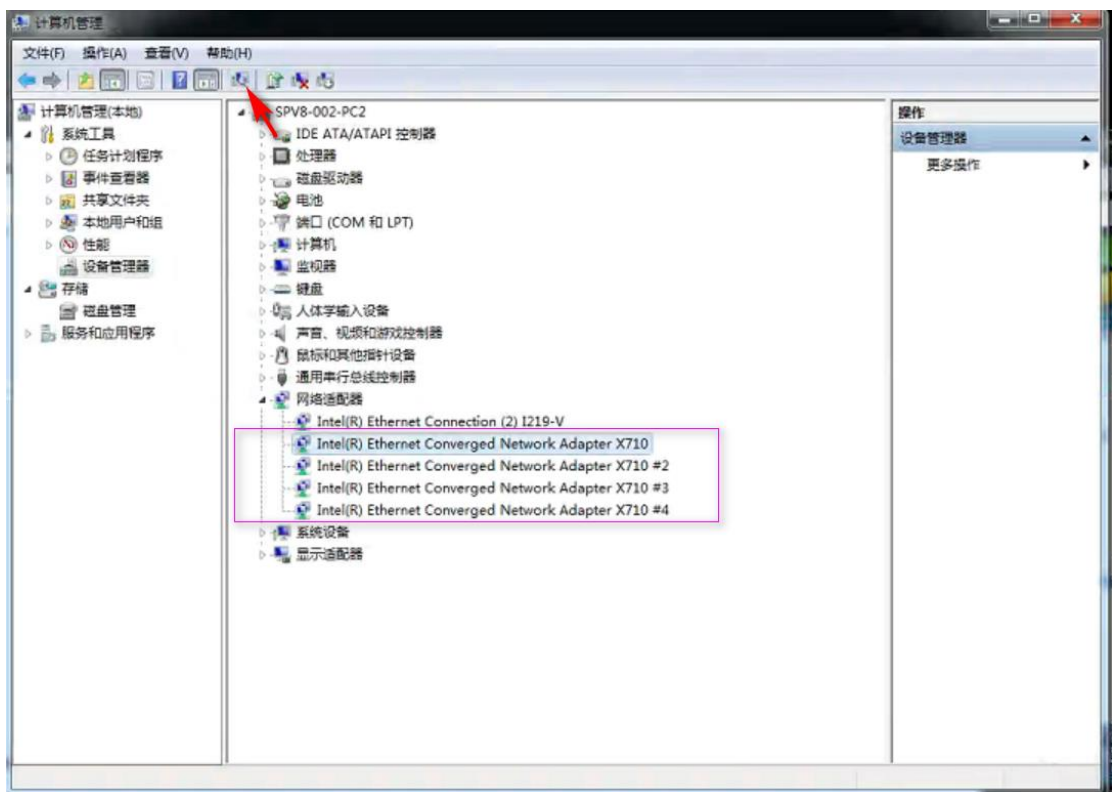 计算机管理
文件(F) 操作(A) 查看(V) 帮助(H)
计算机管理(本地)
系统工具
任务计划程序
事件查看器
共享文件夹
本地用户和组
性能
设备管理器
存储
磁盘管理
服务和应用程序
SPV8-002-PC2
IDE ATA/ATAPI 控制器
处理器
磁盘驱动器
电池
端口 (COM 和 LPT)
计算机
监视器
键盘
人体学输入设备
声音、视频和游戏控制器
鼠标和其他指针设备
通用串行总线控制器
网络适配器
Intel(R) Ethernet Connection (2) I219-V
Intel(R) Ethernet Converged Network Adapter X710
Intel(R) Ethernet Converged Network Adapter X710 #2
Intel(R) Ethernet Converged Network Adapter X710 #3
Intel(R) Ethernet Converged Network Adapter X710 #4
系统设备
显示适配器
操作
设备管理器
更多操作